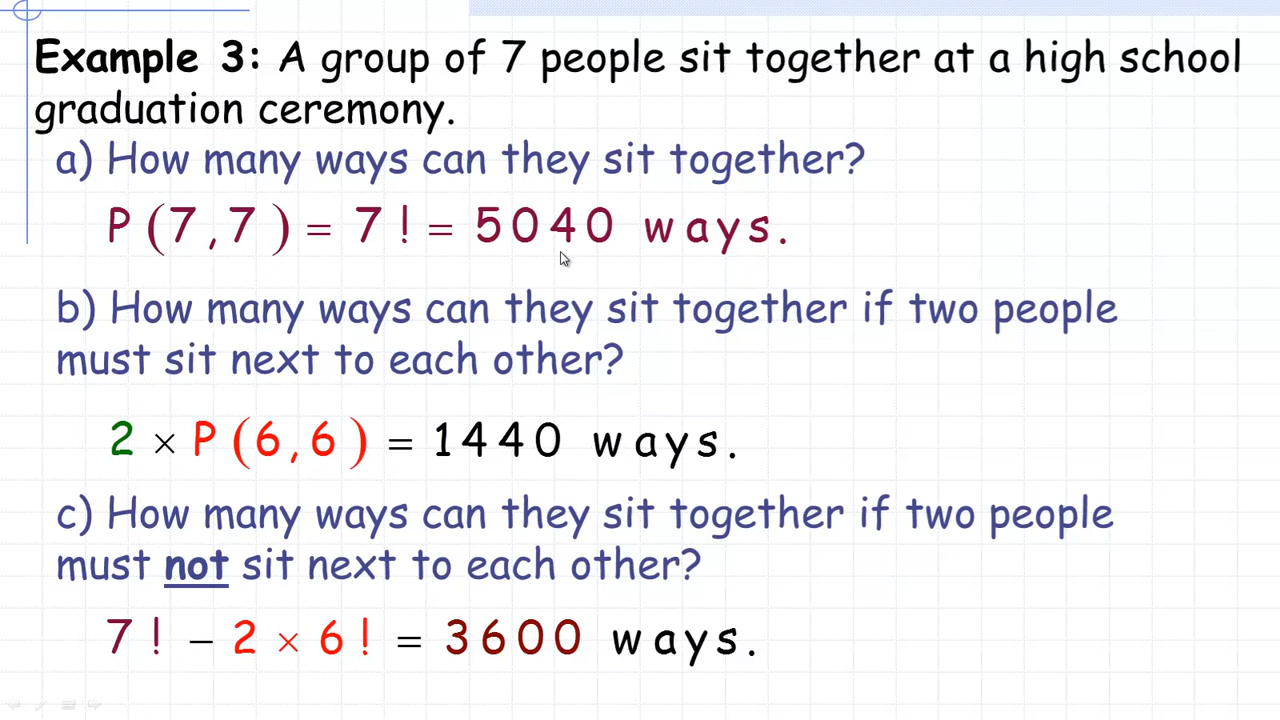 Example 3: A group of 7 people sit together at a high school
graduation ceremony.
a) How many ways can they sit together?
P(7,7) = 7! = 5040 ways.
b) How many ways can they sit together if two people
must sit next to each other?
2 × P(6,6) = 1440 ways.
c) How many ways can they sit together if two people
must not sit next to each other?
7! − 2 × 6! = 3600 ways.